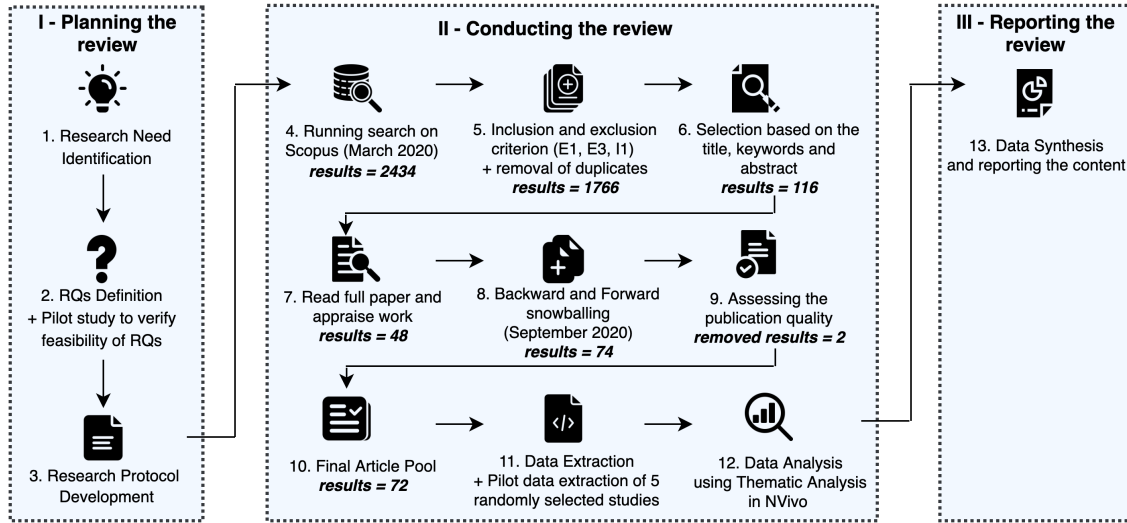 I - Planning the
review
1. Research Need
Identification
2. RQs Definition
+ Pilot study to verify
feasibility of RQs
3. Research Protocol
Development
II - Conducting the review
4. Running search on
Scopus (March 2020)
results = 2434
5. Inclusion and exclusion
criterion (E1, E3, I1)
+ removal of duplicates
results = 1766
6. Selection based on the
title, keywords and
abstract
results = 116
7. Read full paper and
appraise work
results = 48
8. Backward and Forward
snowballing
(September 2020)
results = 74
9. Assessing the
publication quality
removed results = 2
10. Final Article Pool
results = 72
11. Data Extraction
+ Pilot data extraction of 5
randomly selected studies
12. Data Analysis
using Thematic Analysis
in NVivo
III - Reporting the
review
13. Data Synthesis
and reporting the content